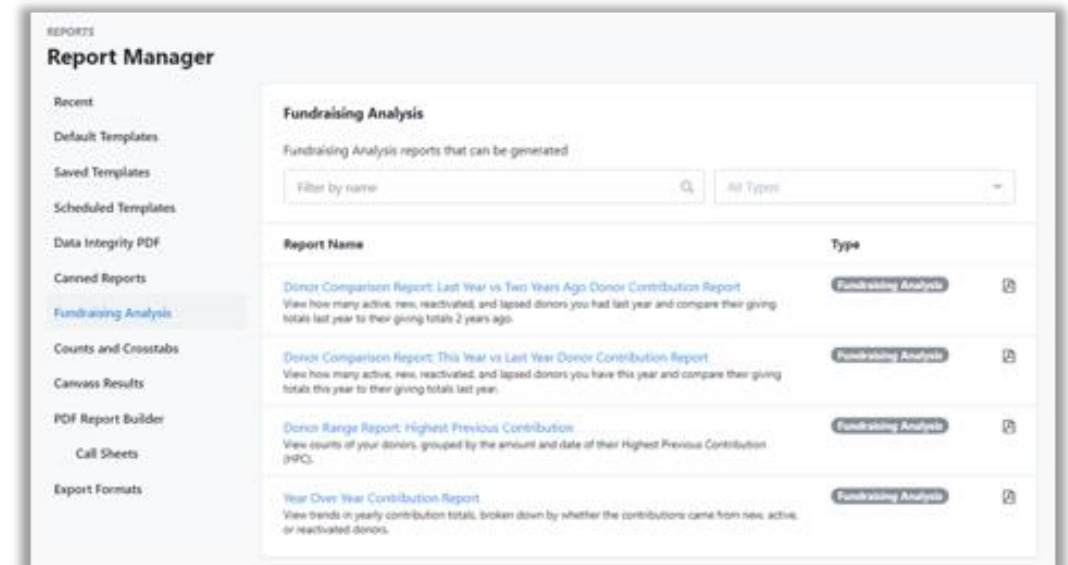 REPORTS
Report Manager
Recent
Default Templates
Saved Templates
Scheduled Templates
Data Integrity PDF
Canned Reports
Fundraising Analysis
Counts and Crosstabs
Canvass Results
PDF Report Builder
Call Sheets
Export Formats
Fundraising Analysis
Fundraising Analysis reports that can be generated
Filter by name
All Types
Report Name
Type
Donor Comparison Report: Last Year vs Two Years Ago Donor Contribution Report
Fundraising Analysis
View how many active, new, reactivated, and lapsed donors you had last year and compare their giving
totals last year to their giving totals 2 years ago.
Donor Comparison Report: This Year vs Last Year Donor Contribution Report
Fundraising Analysis
View how many active, new, reactivated, and lapsed donors you have this year and compare their giving
totals this year to their giving totals last year.
Donor Range Report: Highest Previous Contribution
Fundraising Analysis
View counts of your donors, grouped by the amount and date of their Highest Previous Contribution
(HPC).
Year Over Year Contribution Report
Fundraising Analysis
View trends in yearly contribution totals, broken down by whether the contributions came from new, active,
or reactivated donors.